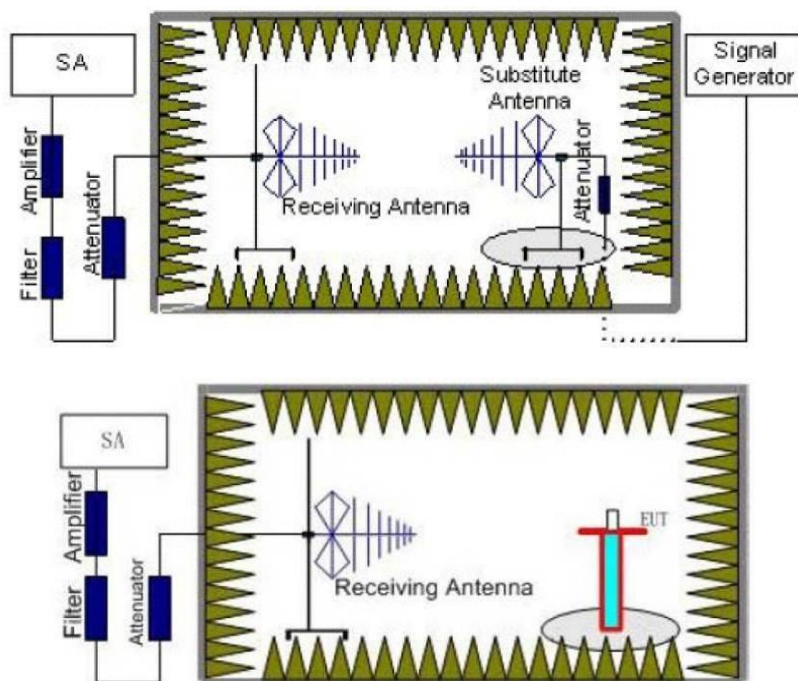 SA
Signal
Generator
Substitute
Antenna
Amplifier
Filter
Attenuator
Receiving Antenna
Attenuator
SA
Amplifier
Filter
Attenuator
Receiving Antenna
EUT